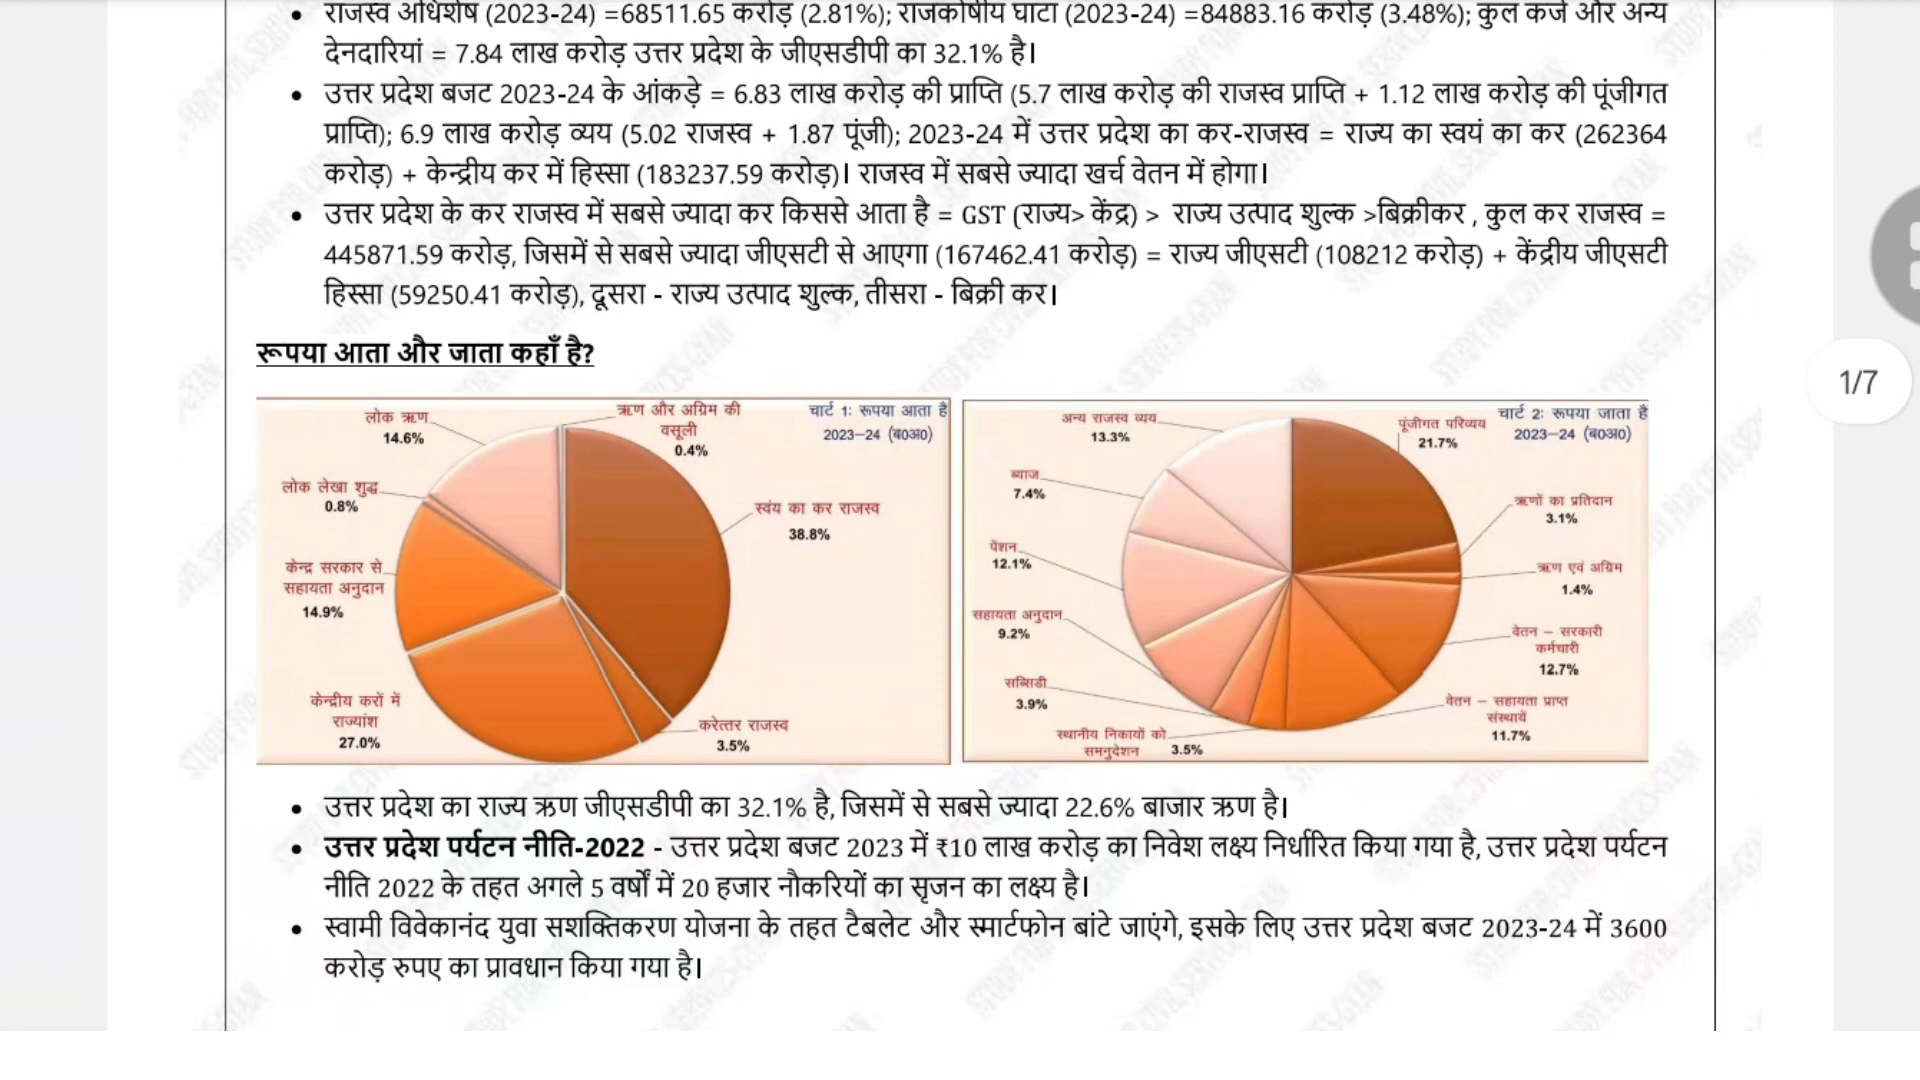 राजस्व अधिशेष (2023-24) =68511.65 करोड़ (2.81%); राजकोषीय घाटा (2023-24) =84883.16 करोड़ (3.48%); कुल कर्ज और अन्य
देनदारियां = 7.84 लाख करोड़ उत्तर प्रदेश के जीएसडीपी का 32.1% है।
उत्तर प्रदेश बजट 2023-24 के आंकड़े = 6.83 लाख करोड़ की प्राप्ति (5.7 लाख करोड़ की राजस्व प्राप्ति + 1.12 लाख करोड़ की पूंजीगत
प्राप्ति); 6.9 लाख करोड़ व्यय (5.02 राजस्व + 1.87 पूंजी); 2023-24 में उत्तर प्रदेश का कर-राजस्व = राज्य का स्वयं का कर (262364
करोड़) + केन्द्रीय कर में हिस्सा (183237.59 करोड़)। राजस्व में सबसे ज्यादा खर्च वेतन में होगा।
उत्तर प्रदेश के कर राजस्व में सबसे ज्यादा कर किससे आता है = GST (राज्य> केंद्र) > राज्य उत्पाद शुल्क >बिक्रीकर , कुल कर राजस्व =
445871.59 करोड़, जिसमें से सबसे ज्यादा जीएसटी से आएगा (167462.41 करोड़) = राज्य जीएसटी (108212 करोड़) + केंद्रीय जीएसटी
हिस्सा (59250.41 करोड़), दूसरा - राज्य उत्पाद शुल्क, तीसरा - बिक्री कर।
1/7
रूपया आता और जाता कहाँ है?
चार्ट 1: रूपया आता है
2023–24 (ब0अ0)
लोक ऋण
14.6%
ऋण और अग्रिम की
वसूली
0.4%
लोक लेखा शुद्ध
0.8%
स्वंय का कर राजस्व
38.8%
केन्द्र सरकार से
सहायता अनुदान
14.9%
केन्द्रीय करों में
राज्यांश
27.0%
करेत्तर राजस्व
3.5%
चार्ट 2: रूपया जाता है
2023–24 (ब0अ0)
अन्य राजस्व व्यय
13.3%
पूंजीगत परिव्यय
21.7%
ब्याज
7.4%
ऋणों का प्रतिदान
3.1%
पेंशन
12.1%
ऋण एवं अग्रिम
1.4%
सहायता अनुदान
9.2%
वेतन – सरकारी
कर्मचारी
12.7%
सब्सिडी
3.9%
वेतन – सहायता प्राप्त
संस्थायें
11.7%
स्थानीय निकायों को
समनुदेशन 3.5%
उत्तर प्रदेश का राज्य ऋण जीएसडीपी का 32.1% है, जिसमें से सबसे ज्यादा 22.6% बाजार ऋण है।
उत्तर प्रदेश पर्यटन नीति-2022 - उत्तर प्रदेश बजट 2023 में ₹10 लाख करोड़ का निवेश लक्ष्य निर्धारित किया गया है, उत्तर प्रदेश पर्यटन
नीति 2022 के तहत अगले 5 वर्षों में 20 हजार नौकरियों का सृजन का लक्ष्य है।
स्वामी विवेकानंद युवा सशक्तिकरण योजना के तहत टैबलेट और स्मार्टफोन बांटे जाएंगे, इसके लिए उत्तर प्रदेश बजट 2023-24 में 3600
करोड़ रुपए का प्रावधान किया गया है।